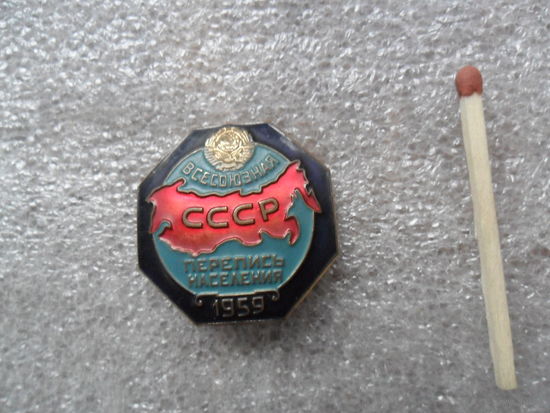 ВСЕСОЮЗНАЯ
СССР
ПЕРЕПИСЬ
НАСЕЛЕНИЯ
1959